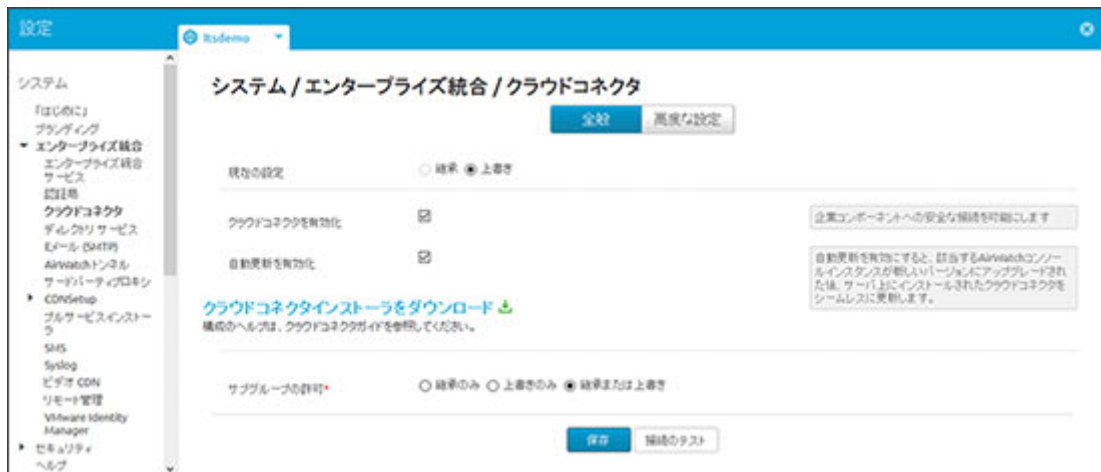 設定
ltsdemo
システム
「はじめに」
ブランディング
エンタープライズ統合
エンタープライズ統合
サービス
認証局
クラウドコネクタ
ディレクトリ サービス
Eメール (SMTP)
AirWatchトンネル
サードパーティプロキシ
CDNSetup
プルサービスインストー
ラ
SMS
Syslog
ビデオ CDN
リモート管理
VMware Identity
Manager
セキュリティ
ヘルプ
システム / エンタープライズ統合 / クラウドコネクタ
全般
高度な設定
現在の設定
継承
上書き
クラウドコネクタを有効化
企業コンポーネントへの安全な接続を可能にします
自動更新を有効化
自動更新を有効にすると、該当するAirWatchコンソ
ールインスタンスが新しいバージョンにアップグレードされ
た後、サーバ上にインストールされたクラウドコネクタを
シームレスに更新します。
クラウドコネクタインストーラをダウンロード
構成のヘルプは、クラウドコネクタガイドを参照してください。
サブグループの許可*
継承のみ
上書きのみ
継承または上書き
保存
接続のテスト